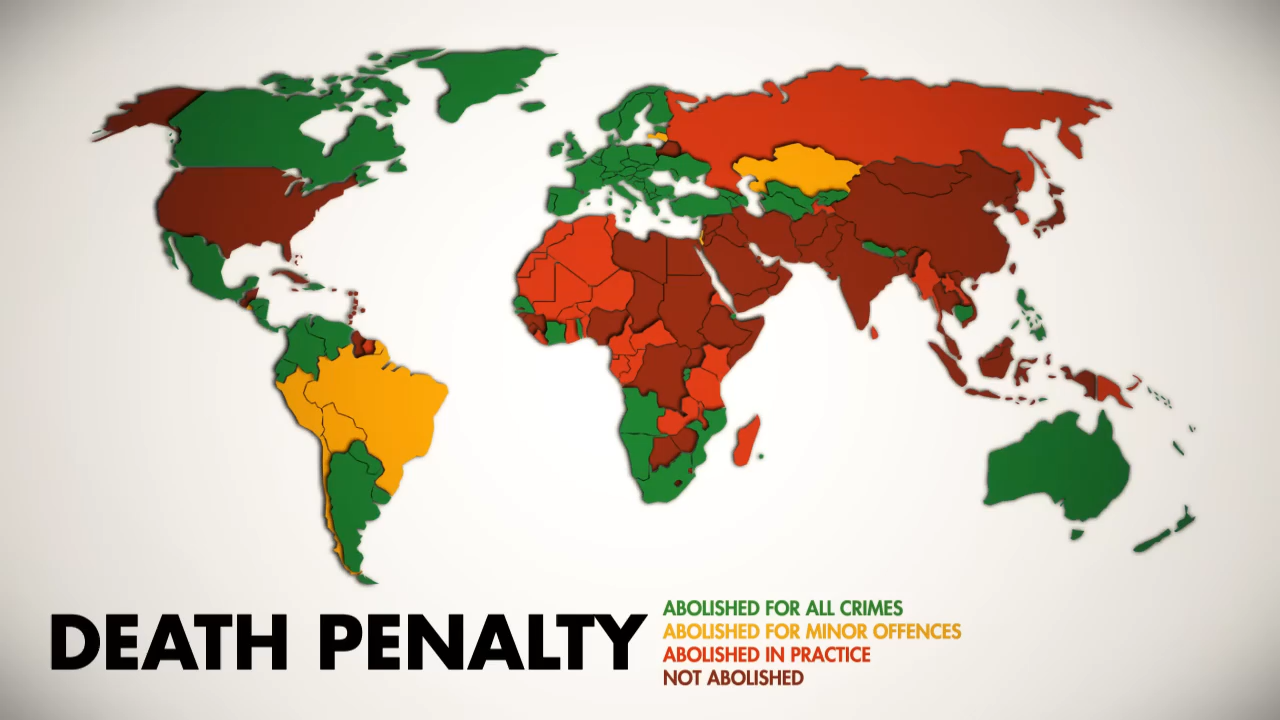 DEATH PENALTY
ABOLISHED FOR ALL CRIMES
ABOLISHED FOR MINOR OFFENCES
ABOLISHED IN PRACTICE
NOT ABOLISHED